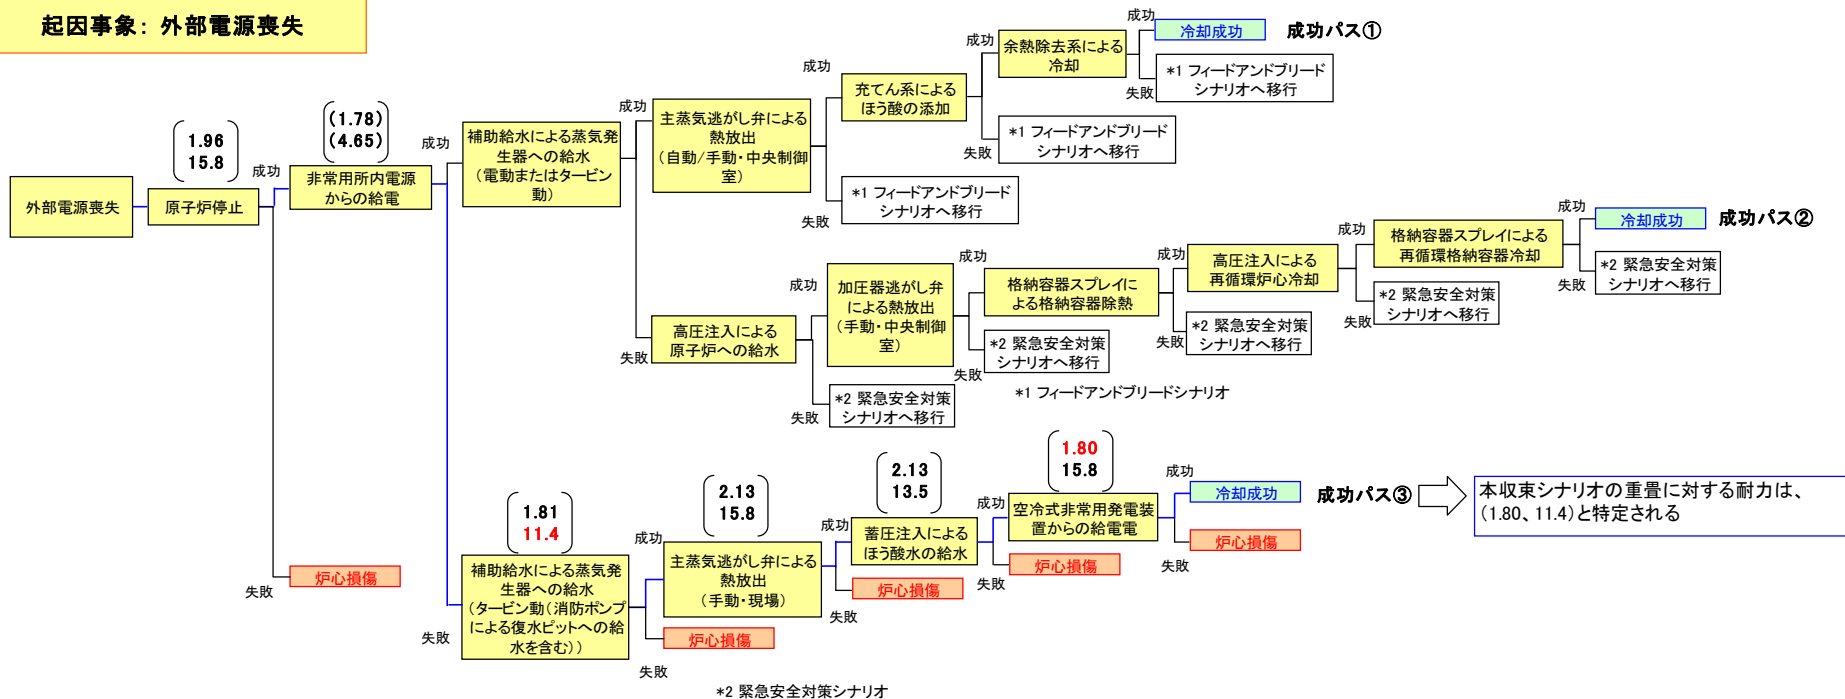 起因事象：外部電源喪失
外部電源喪失
1.96
15.8
原子炉停止
成功
失敗
炉心損傷
(1.78)
(4.65)
非常用所内電源
からの給電
成功
失敗
補助給水による蒸気発
生器への給水
（電動またはタービン
動）
成功
失敗
主蒸気逃がし弁による
熱放出
（自動/手動・中央制御
室）
成功
失敗
*1 フィードアンドブリード
シナリオへ移行
充てん系による
ほう酸の添加
成功
失敗
*1 フィードアンドブリード
シナリオへ移行
余熱除去系による
冷却
成功
失敗
冷却成功
成功パス①
*1 フィードアンドブリード
シナリオへ移行
高圧注入による
原子炉への給水
成功
失敗
*2 緊急安全対策
シナリオへ移行
加圧器逃がし弁
による熱放出
（手動・中央制御
室）
成功
失敗
*2 緊急安全対策
シナリオへ移行
格納容器スプレイに
よる格納容器除熱
成功
失敗
*2 緊急安全対策
シナリオへ移行
高圧注入による
再循環炉心冷却
成功
失敗
*2 緊急安全対策
シナリオへ移行
格納容器スプレイによる
再循環格納容器冷却
成功
失敗
冷却成功
成功パス②
*2 緊急安全対策
シナリオへ移行
*1 フィードアンドブリードシナリオ
1.81
11.4
補助給水による蒸気発
生器への給水
（タービン動（消防ポンプ
による復水ピットへの給
水を含む））
成功
失敗
炉心損傷
2.13
15.8
主蒸気逃がし弁による
熱放出
（手動・現場）
成功
失敗
炉心損傷
2.13
13.5
蓄圧注入による
ほう酸水の給水
成功
失敗
炉心損傷
1.80
15.8
空冷式非常用発電装
置からの給電電
成功
失敗
冷却成功
炉心損傷
成功パス③
本収束シナリオの重畳に対する耐力は、
（1.80、11.4）と特定される
*2 緊急安全対策シナリオ